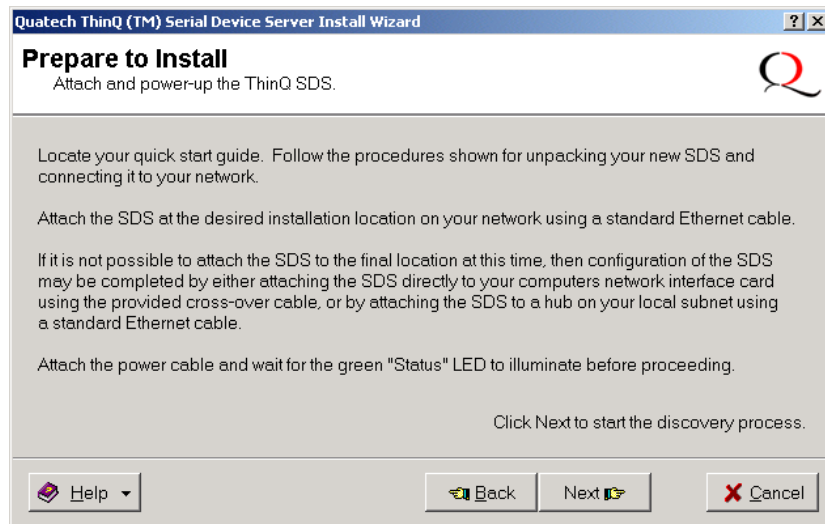 Quatech ThinQ (TM) Serial Device Server Install Wizard
Prepare to Install
Attach and power-up the ThinQ SDS.
Locate your quick start guide. Follow the procedures shown for unpacking your new SDS and
connecting it to your network.
Attach the SDS at the desired installation location on your network using a standard Ethernet cable.
If it is not possible to attach the SDS to the final location at this time, then configuration of the SDS
may be completed by either attaching the SDS directly to your computers network interface card
using the provided cross-over cable, or by attaching the SDS to a hub on your local subnet using
a standard Ethernet cable.
Attach the power cable and wait for the green "Status" LED to illuminate before proceeding.
Click Next to start the discovery process.
Help Back Next Cancel